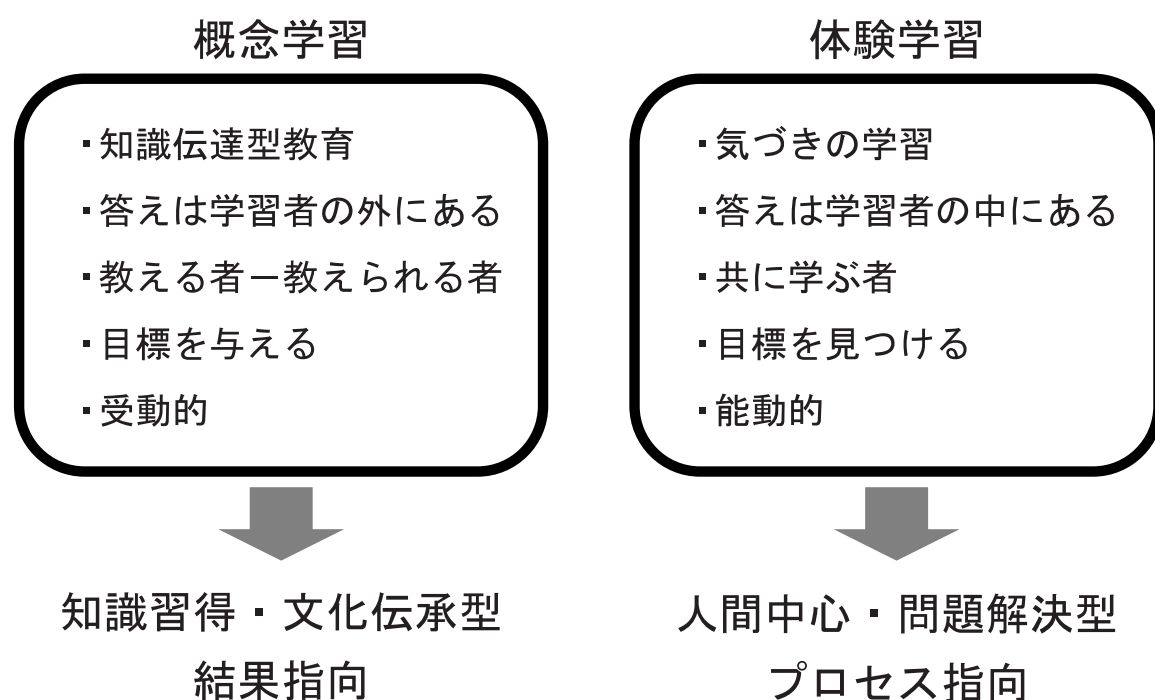 概念学習
・知識伝達型教育
・答えは学習者の外にある
・教える者－教えられる者
・目標を与える
・受動的
知識習得・文化伝承型
結果指向
体験学習
・気づきの学習
・答えは学習者の中にある
・共に学ぶ者
・目標を見つける
・能動的
人間中心・問題解決型
プロセス指向